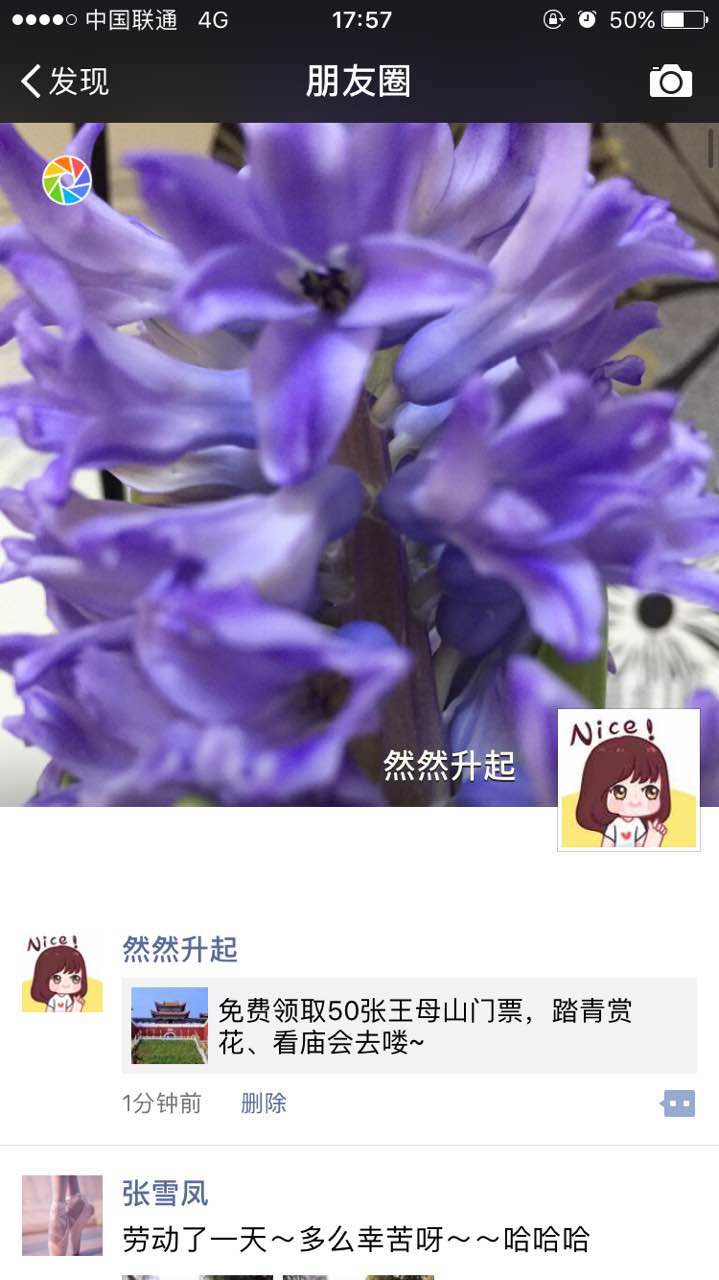 中国联通 4G 17:57 50%
发现 朋友圈
然然升起
Nice!
Nice!
然然升起
免费领取50张王母山门票，踏青赏
花、看庙会去喽~
1分钟前 删除
张雪凤
劳动了一天～多么幸苦呀～～哈哈哈